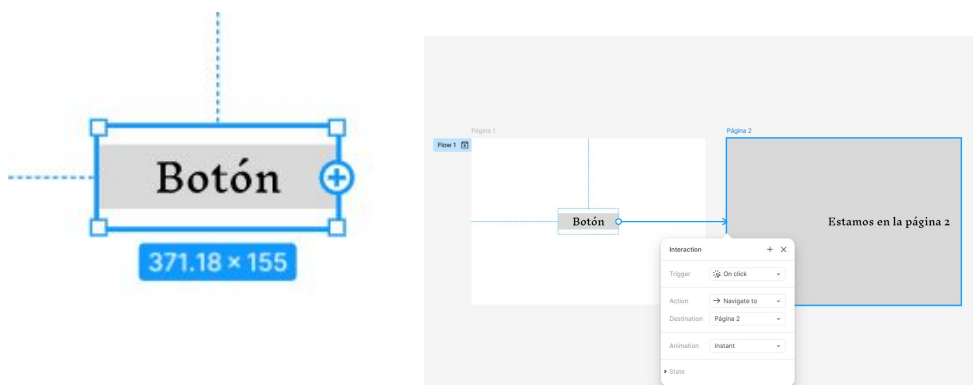 Botón
371.18 × 155
Página 1
Página 2
Flow 1
Botón
Estamos en la página 2
Interaction
Trigger
On click
Action
Navigate to
Destination
Página 2
Animation
Instant
State